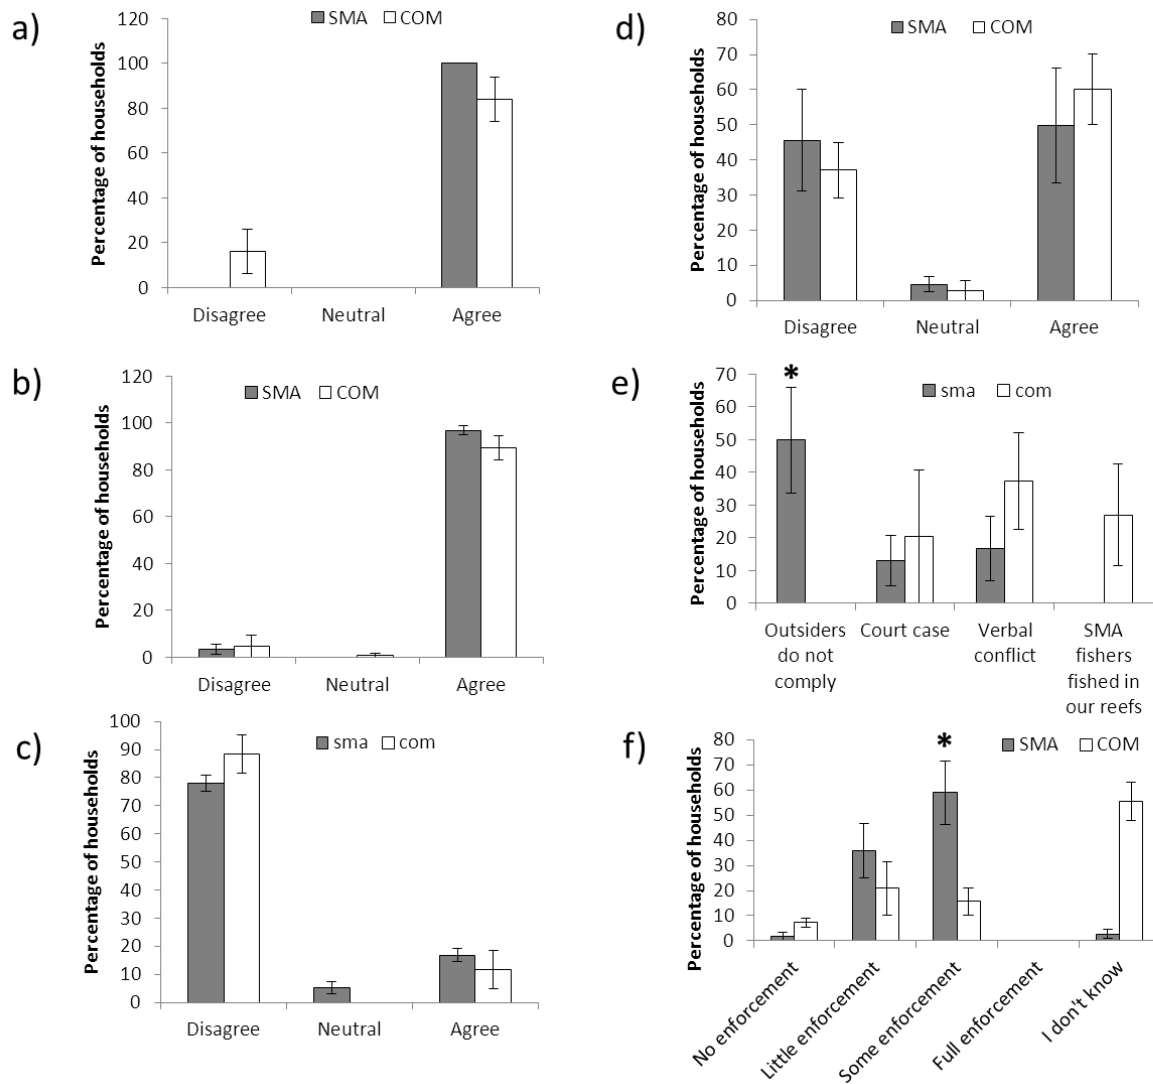 a)
SMA COM
Percentage of households
120
100
80
60
40
20
0
Disagree Neutral Agree
b)
SMA COM
Percentage of households
120
100
80
60
40
20
0
Disagree Neutral Agree
c)
sma com
Percentage of households
100
90
80
70
60
50
40
30
20
10
0
Disagree Neutral Agree
d)
SMA COM
Percentage of households
80
70
60
50
40
30
20
10
0
Disagree Neutral Agree
e)
*
sma com
Percentage of households
70
60
50
40
30
20
10
0
Outsiders
do not
comply
Court case
Verbal
conflict
SMA
fishers
fished in
our reefs
f)
*
SMA COM
Percentage of households
80
70
60
50
40
30
20
10
0
No enforcement
Little enforcement
Some enforcement
Full enforcement
I don't know